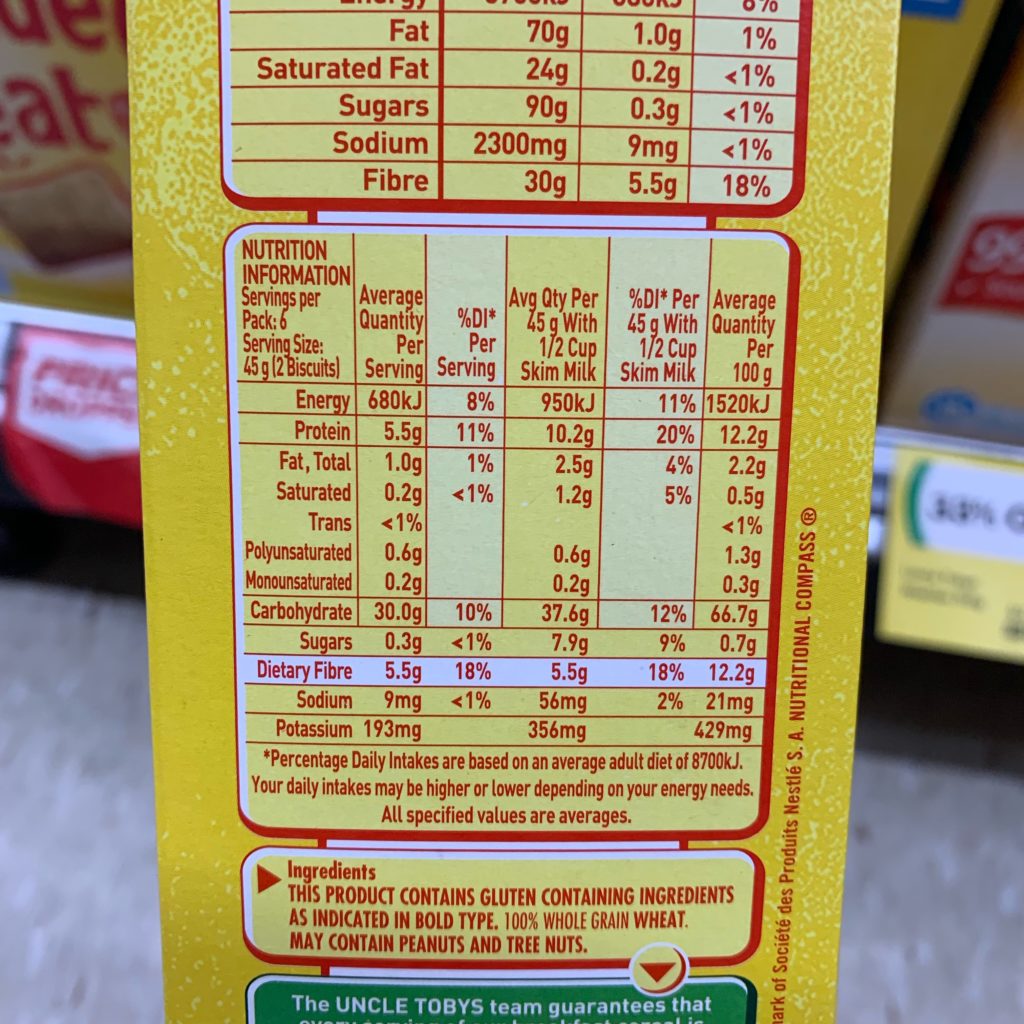 Fat 70g 1.0g 1%
Saturated Fat 24g 0.2g <1%
Sugars 90g 0.3g <1%
Sodium 2300mg 9mg <1%
Fibre 30g 5.5g 18%
NUTRITION
INFORMATION
Servings per
Pack: 6
Serving Size:
45 g (2 Biscuits)
Average
Quantity
Per
Serving
%DI*
Per
Serving
Avg Qty Per
45 g With
1/2 Cup
Skim Milk
%DI* Per
45 g With
1/2 Cup
Skim Milk
Average
Quantity
Per
100 g
Energy 680kJ 8% 950kJ 11% 1520kJ
Protein 5.5g 11% 10.2g 20% 12.2g
Fat, Total 1.0g 1% 2.5g 4% 2.2g
Saturated 0.2g <1% 1.2g 5% 0.5g
Trans <1% <1%
Polyunsaturated 0.6g 0.6g 1.3g
Monounsaturated 0.2g 0.2g 0.3g
Carbohydrate 30.0g 10% 37.6g 12% 66.7g
Sugars 0.3g <1% 7.9g 9% 0.7g
Dietary Fibre 5.5g 18% 5.5g 18% 12.2g
Sodium 9mg <1% 56mg 2% 21mg
Potassium 193mg 356mg 429mg
*Percentage Daily Intakes are based on an average adult diet of 8700kJ.
Your daily intakes may be higher or lower depending on your energy needs.
All specified values are averages.
Ingredients
THIS PRODUCT CONTAINS GLUTEN CONTAINING INGREDIENTS
AS INDICATED IN BOLD TYPE. 100% WHOLE GRAIN WHEAT.
MAY CONTAIN PEANUTS AND TREE NUTS.
The UNCLE TOBYS team guarantees that
of Société des Produits Nestlé S. A. NUTRITIONAL COMPASS ®